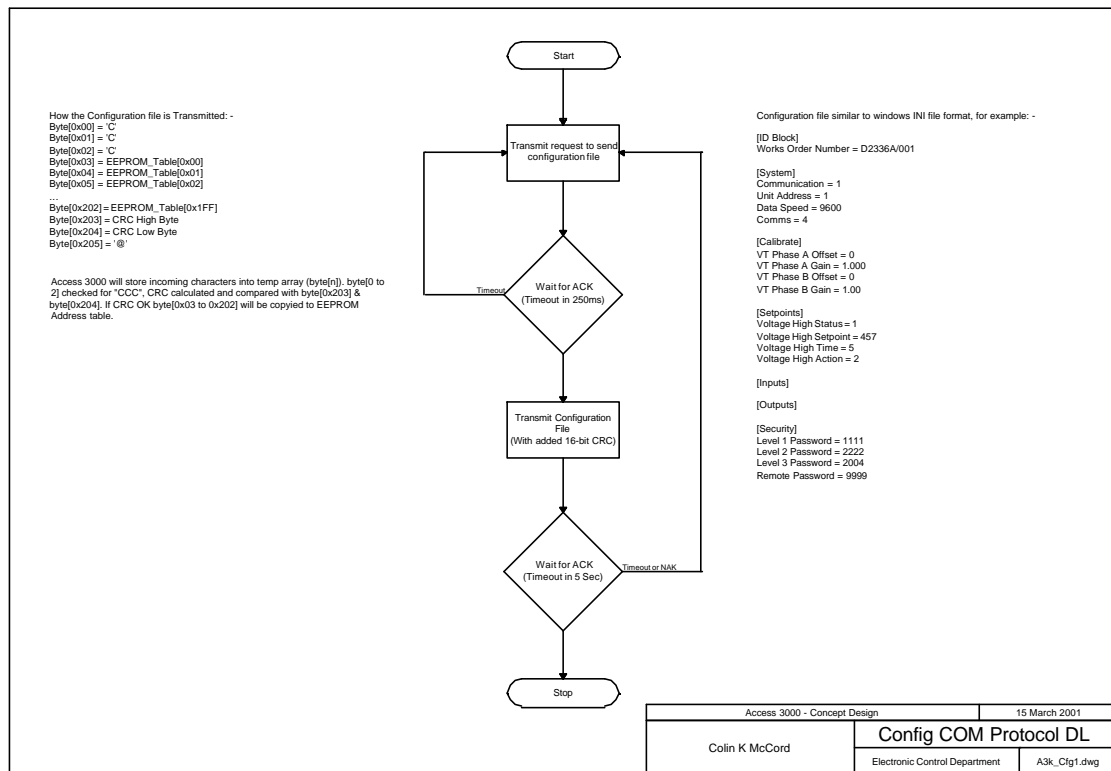 Start
How the Configuration file is Transmitted: -
Byte[0x00] = 'C'
Byte[0x01] = 'C'
Byte[0x02] = 'C'
Byte[0x03] = EEPROM_Table[0x00]
Byte[0x04] = EEPROM_Table[0x01]
Byte[0x05] = EEPROM_Table[0x02]
...
Byte[0x202] = EEPROM_Table[0x1FF]
Byte[0x203] = CRC High Byte
Byte[0x204] = CRC Low Byte
Byte[0x205] = '@'
Access 3000 will store incoming characters into temp array (byte[n]). byte[0 to
2] checked for "CCC", CRC calculated and compared with byte[0x203] &
byte[0x204]. If CRC OK byte[0x03 to 0x202] will be copyied to EEPROM
Address table.
Transmit request to send
configuration file
Wait for ACK
(Timeout in 250ms)
Timeout
Transmit Configuration
File
(With added 16-bit CRC)
Wait for ACK
(Timeout in 5 Sec)
Timeout or NAK
Stop
Configuration file similar to windows INI file format, for example: -
[ID Block]
Works Order Number = D2336A/001
[System]
Communication = 1
Unit Address = 1
Data Speed = 9600
Comms = 4
[Calibrate]
VT Phase A Offset = 0
VT Phase A Gain = 1.000
VT Phase B Offset = 0
VT Phase B Gain = 1.00
[Setpoints]
Voltage High Status = 1
Voltage High Setpoint = 457
Voltage High Time = 5
Voltage High Action = 2
[Inputs]
[Outputs]
[Security]
Level 1 Password = 1111
Level 2 Password = 2222
Level 3 Password = 2004
Remote Password = 9999
Access 3000 - Concept Design
15 March 2001
Colin K McCord
Config COM Protocol DL
Electronic Control Department
A3k_Cfg1.dwg